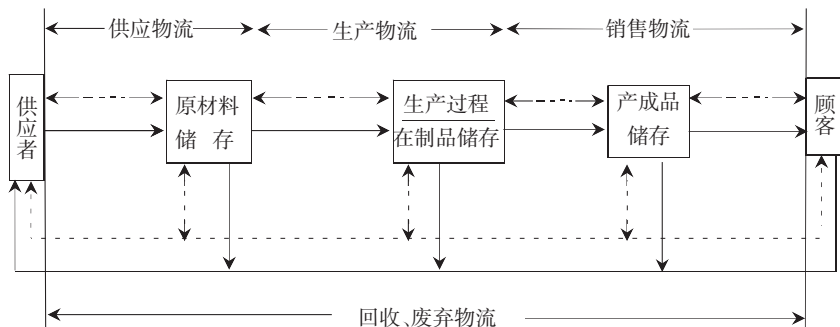 供应物流
生产物流
销售物流
供应者
原材料
储 存
生产过程
在制品储存
产成品
储存
顾客
回收、废弃物流